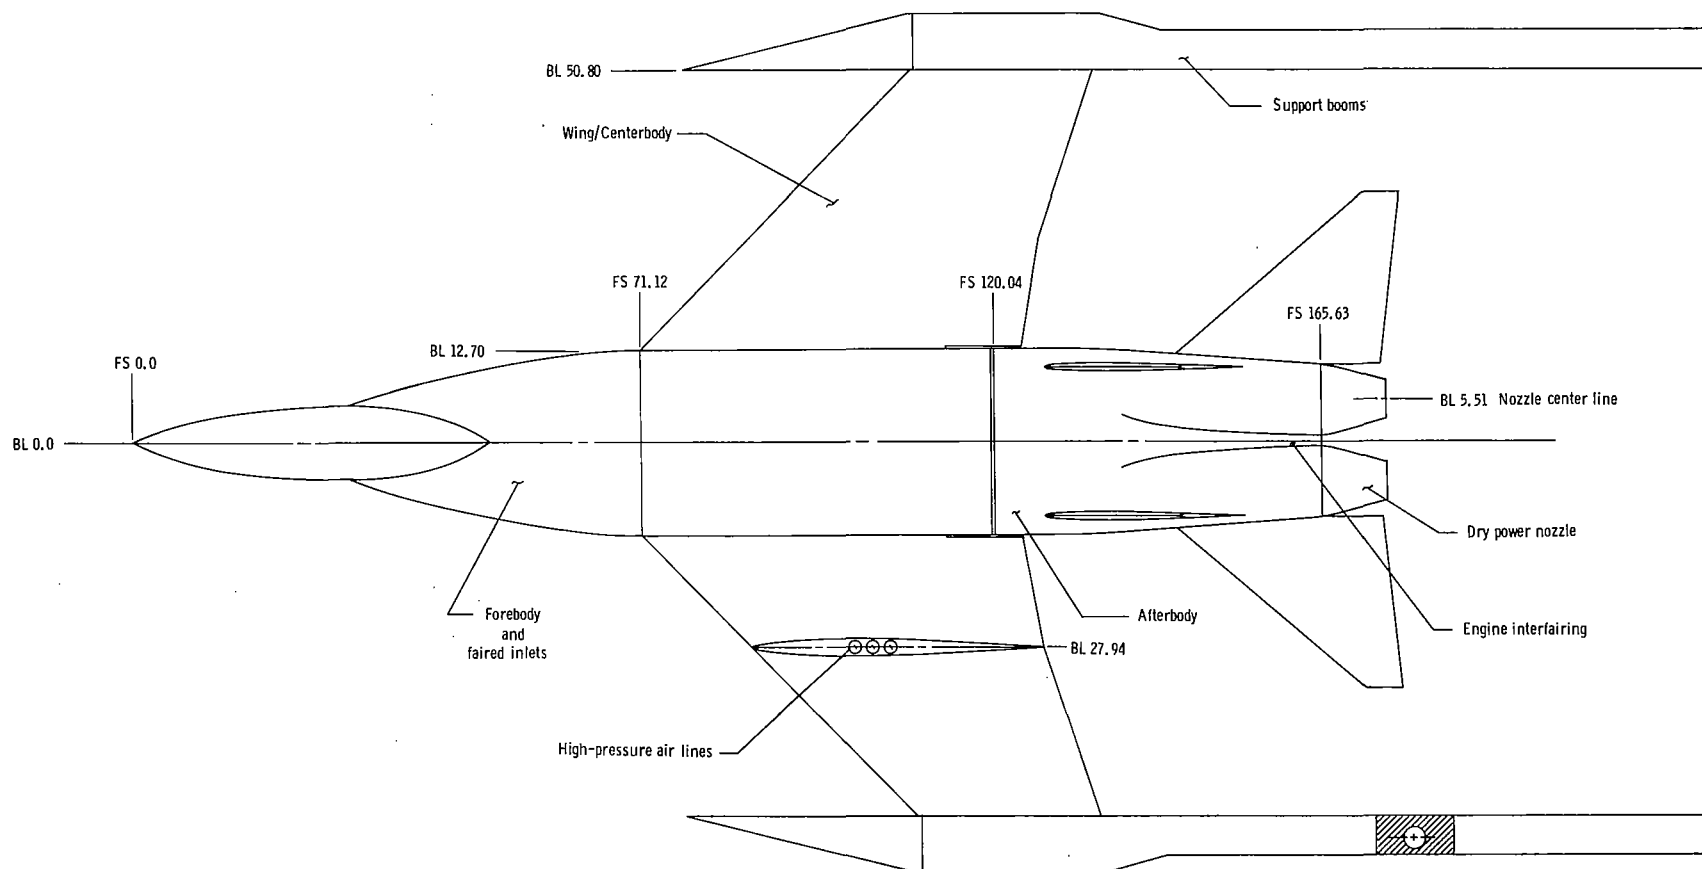 BL 50.80
Support booms
Wing/Centerbody
FS 71.12
FS 120.04
FS 165.63
BL 12.70
FS 0.0
BL 5.51 Nozzle center line
BL 0.0
Dry power nozzle
Forebody
and
faired inlets
Afterbody
Engine interfairing
BL 27.94
High-pressure air lines